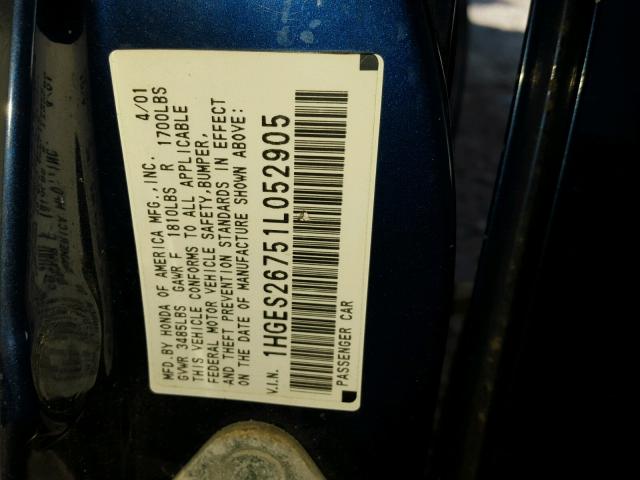 MFD.BY HONDA OF AMERICA MFG.,INC. 4/01
GVWR 3485LBS GAWR F 1810LBS R 1700LBS
THIS VEHICLE CONFORMS TO ALL APPLICABLE
FEDERAL MOTOR VEHICLE SAFETY,BUMPER,
AND THEFT PREVENTION STANDARDS IN EFFECT
ON THE DATE OF MANUFACTURE SHOWN ABOVE:
V.I.N. 1HGES26751L052905
PASSENGER CAR